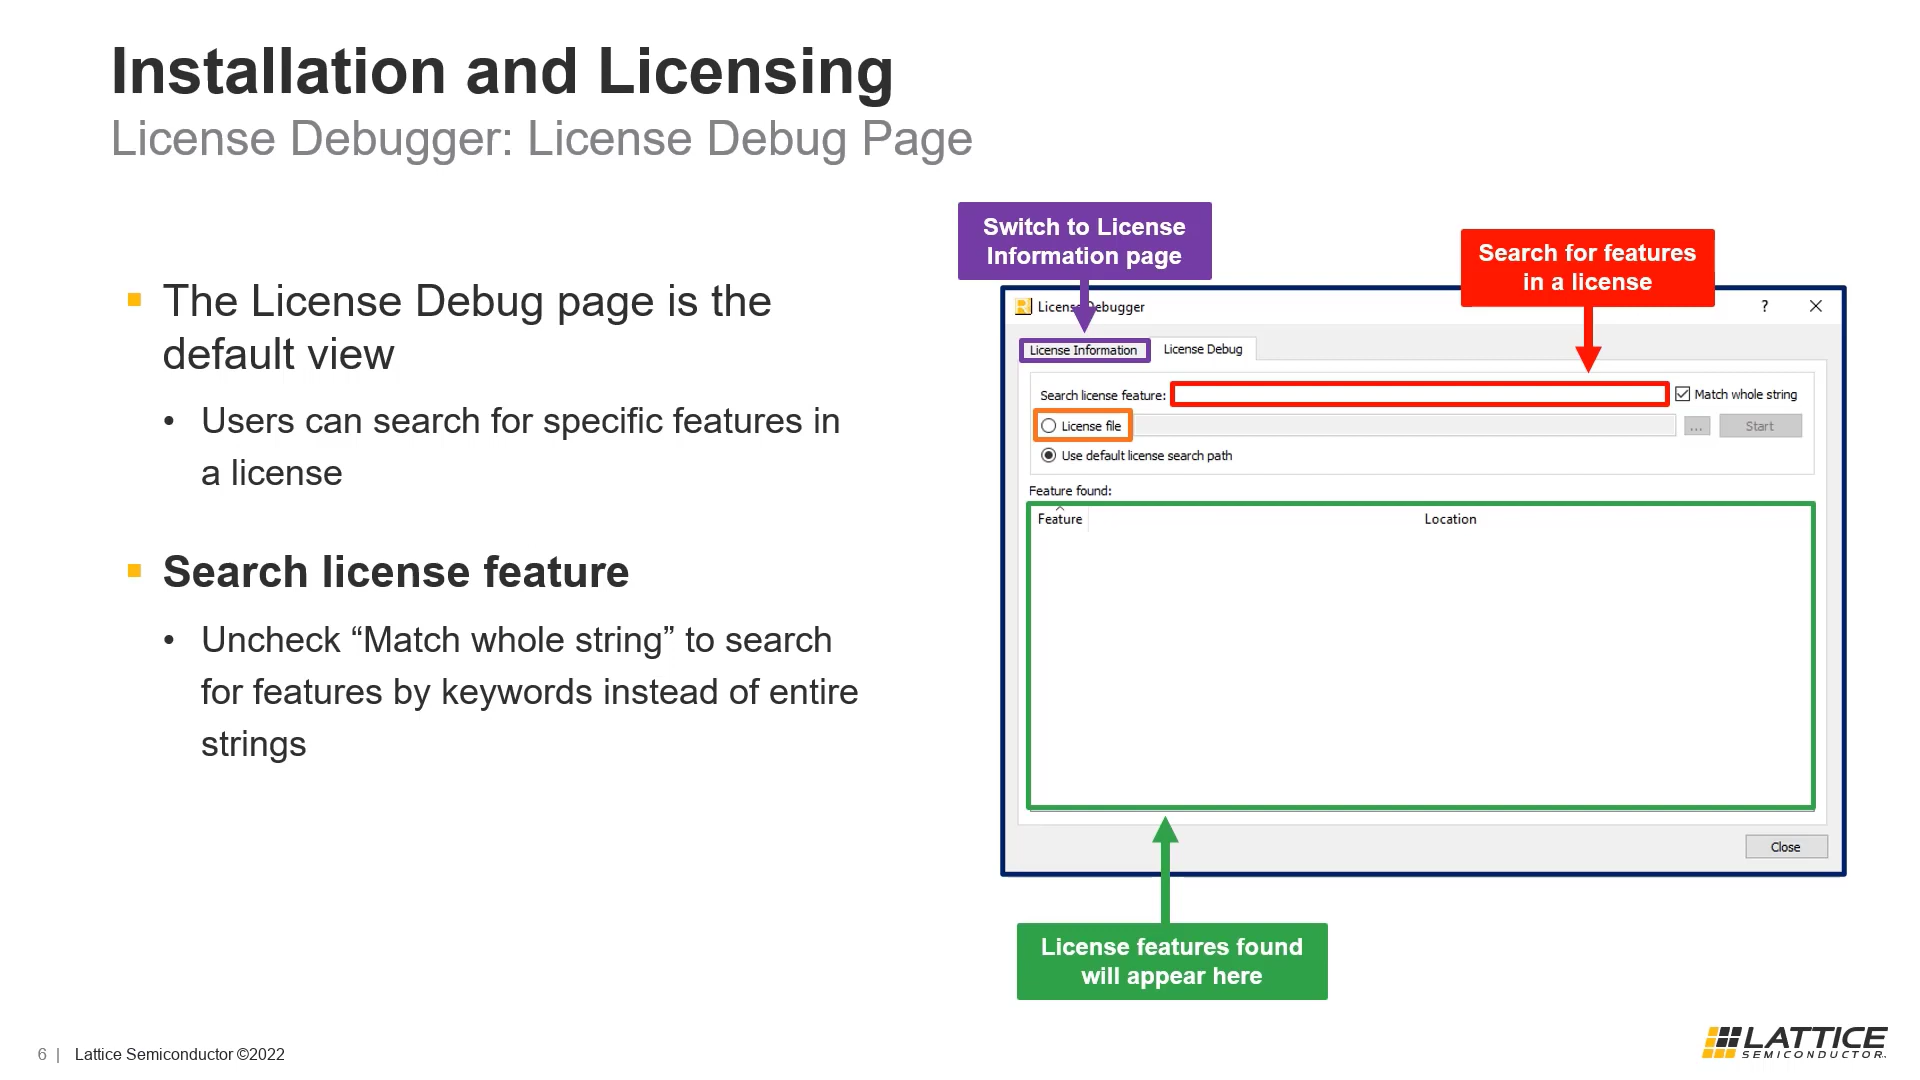 Installation and Licensing
License Debugger: License Debug Page
▪ The License Debug page is the
default view
• Users can search for specific features in
a license
▪ Search license feature
• Uncheck “Match whole string” to search
for features by keywords instead of entire
strings
Switch to License
Information page
Search for features
in a license
License Debugger
?
License Information License Debug
Search license feature: Match whole string
License file ... Start
Use default license search path
Feature found:
Feature Location
Close
License features found
will appear here
6 | Lattice Semiconductor ©2022
LATTICE
SEMICONDUCTOR